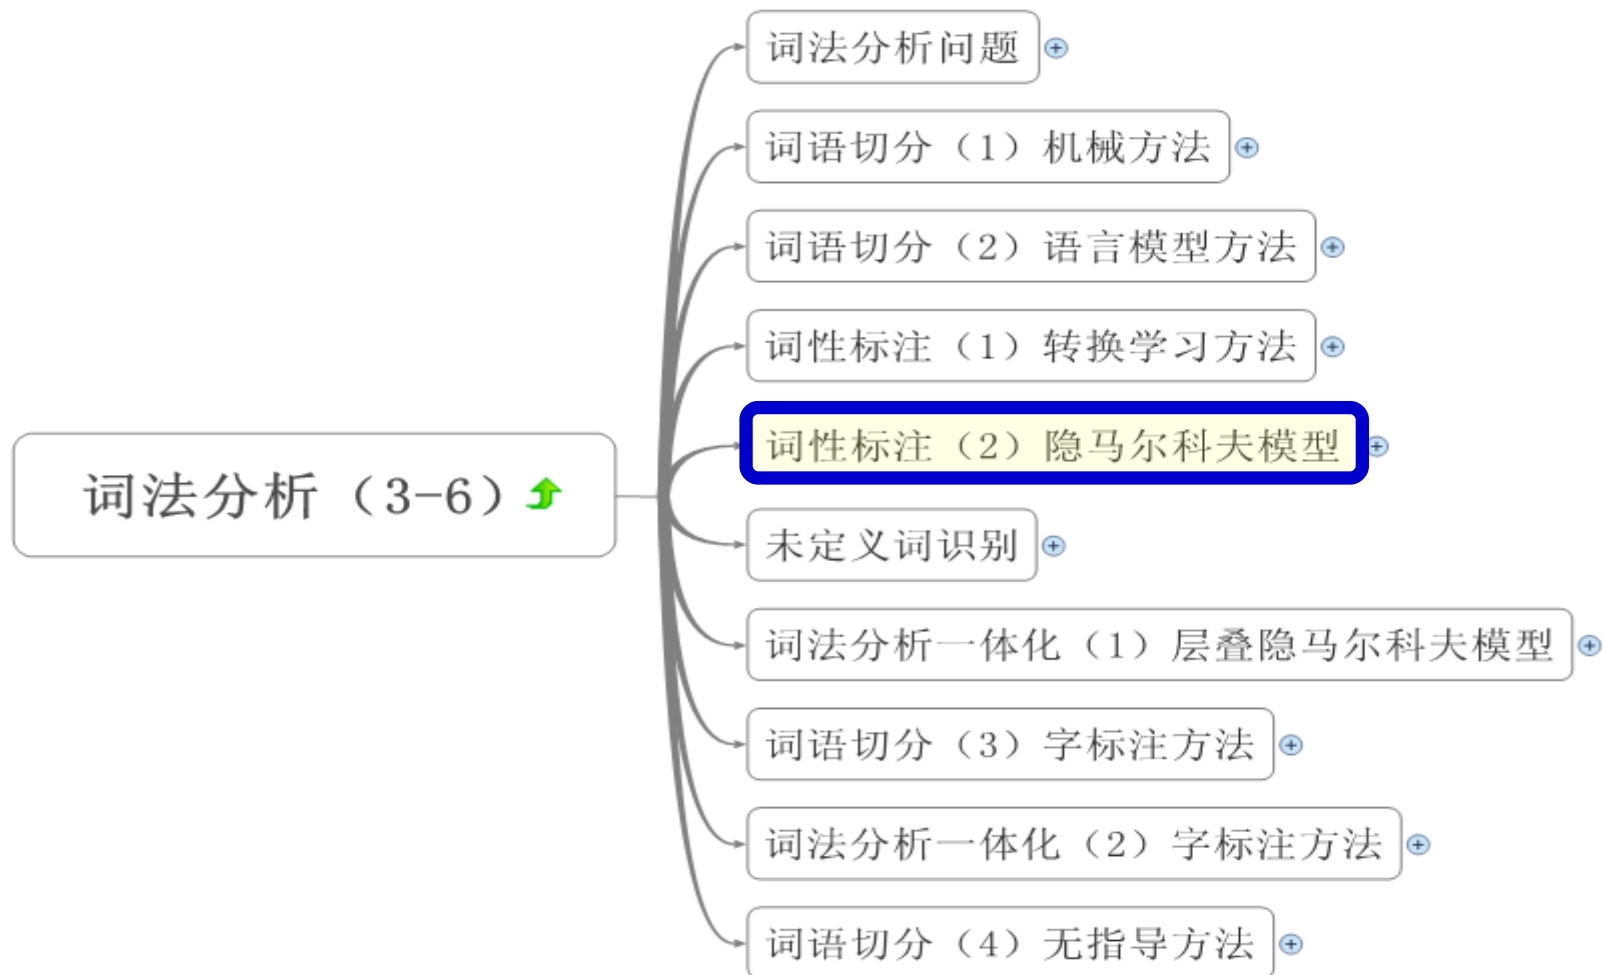 词法分析问题
词语切分（1）机械方法
词语切分（2）语言模型方法
词性标注（1）转换学习方法
词性标注（2）隐马尔科夫模型
词法分析（3-6）
未定义词识别
词法分析一体化（1）层叠隐马尔科夫模型
词语切分（3）字标注方法
词法分析一体化（2）字标注方法
词语切分（4）无指导方法